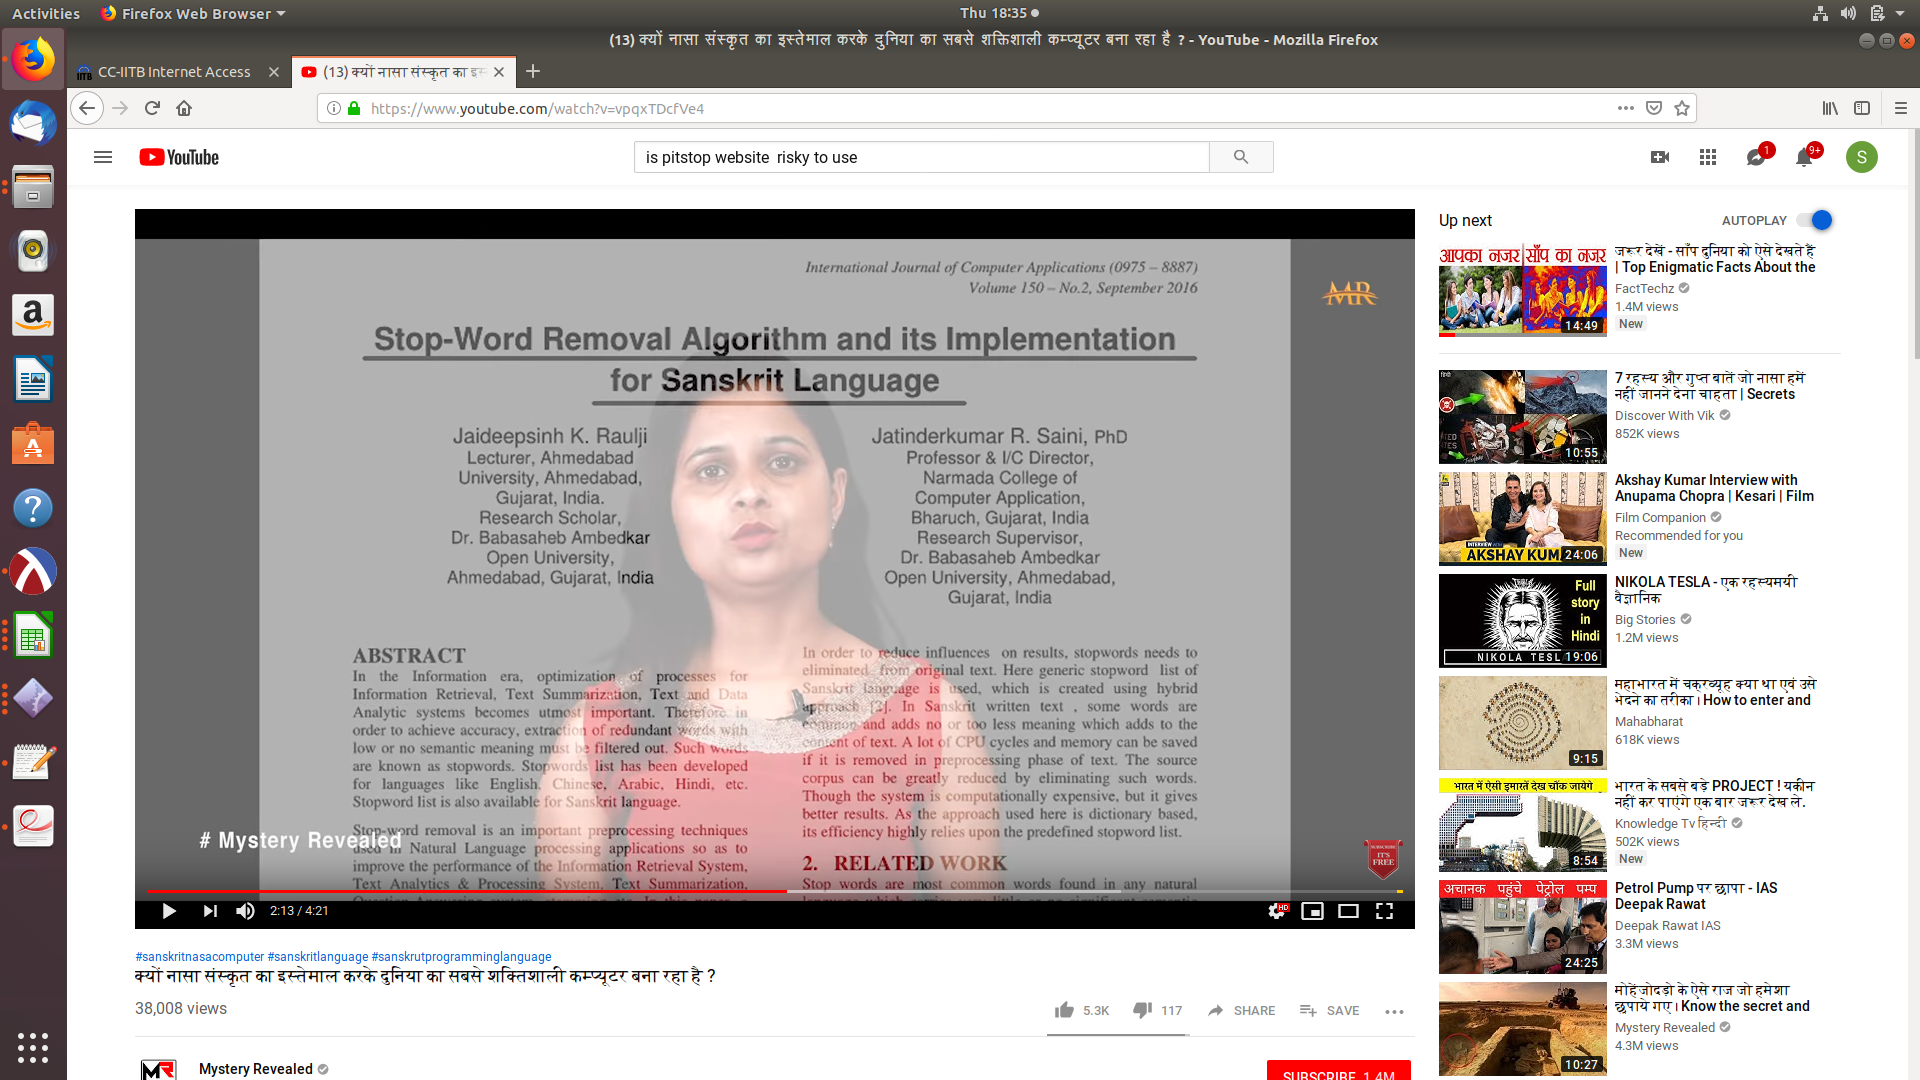 Activities
Firefox Web Browser
Thu 18:35
(13) क्यों नासा संस्कृत का इस्तेमाल करके दुनिया का सबसे शक्तिशाली कम्प्यूटर बना रहा है ? - YouTube - Mozilla Firefox
CC-IITB Internet Access
(13) क्यों नासा संस्कृत का इस
https://www.youtube.com/watch?v=vpqxTDcfVe4
YouTube
is pitstop website risky to use
1
9+
S
International Journal of Computer Applications (0975 – 8887)
Volume 150 – No.2, September 2016
MR
Stop-Word Removal Algorithm and its Implementation
for Sanskrit Language
Jaideepsinh K. Raulji
Lecturer, Ahmedabad
University, Ahmedabad,
Gujarat, India.
Research Scholar,
Dr. Babasaheb Ambedkar
Open University,
Ahmedabad, Gujarat, India
Jatinderkumar R. Saini, PhD
Professor & I/C Director,
Narmada College of
Computer Application,
Bharuch, Gujarat, India
Research Supervisor,
Dr. Babasaheb Ambedkar
Open University, Ahmedabad,
Gujarat, India
ABSTRACT
In the Information era, optimization of processes for
Information Retrieval, Text Summarization, Text and Data
Analytic systems becomes utmost important. Therefore in
order to achieve accuracy, extraction of redundant words with
low or no semantic meaning must be filtered out. Such words
are known as stopwords. Stopwords list has been developed
for languages like English, Chinese, Arabic, Hindi, etc.
Stopword list is also available for Sanskrit language.
Stop-word removal is an important preprocessing techniques
used in Natural Language processing applications so as to
improve the performance of the Information Retrieval System,
Text Analytics & Processing System, Text Summarization,
In order to reduce influences on results, stopwords needs to
eliminated from original text. Here generic stopword list of
Sanskrit language is used, which is created using hybrid
approach [2]. In Sanskrit written text , some words are
common and adds no or too less meaning which adds to the
content of text. A lot of CPU cycles and memory can be saved
if it is removed in preprocessing phase of text. The source
corpus can be greatly reduced by eliminating such words.
Though the system is computationally expensive, but it gives
better results. As the approach used here is dictionary based,
its efficiency highly relies upon the predefined stopword list.
2. RELATED WORK
Stop words are most common words found in any natural
# Mystery Revealed
SUBSCRIBE
IT'S
FREE
2:13 / 4:21
HD
#sanskritnasacomputer #sanskritlanguage #sanskrutprogramminglanguage
क्यों नासा संस्कृत का इस्तेमाल करके दुनिया का सबसे शक्तिशाली कम्प्यूटर बना रहा है ?
38,008 views
5.3K
117
SHARE
SAVE
MR
Mystery Revealed
SUBSCRIBE 1.4M
Up next
AUTOPLAY
आपका नजर साँप का नजर
14:49
जरूर देखें - साँप दुनिया को ऐसे देखते हैं
| Top Enigmatic Facts About the
FactTechz
1.4M views
New
10:55
7 रहस्य और गुप्त बातें जो नासा हमें
नहीं जानने देना चाहता | Secrets
Discover With Vik
852K views
INTERVIEW
AKSHAY KUM
24:06
Akshay Kumar Interview with
Anupama Chopra | Kesari | Film
Film Companion
Recommended for you
New
Full
story
in
Hindi
NIKOLA TESL
19:06
NIKOLA TESLA - एक रहस्यमयी
वैज्ञानिक
Big Stories
1.2M views
9:15
महाभारत में चक्रव्यूह क्या था एवं उसे
भेदने का तरीका । How to enter and
Mahabharat
618K views
भारत में ऐसी इमारतें देख चौंक जायेगे
8:54
भारत के सबसे बड़े PROJECT ! यकीन
नहीं कर पाएंगे एक बार जरूर देख ले.
Knowledge Tv हिन्दी
502K views
New
अचानक पहुंचे पेट्रोल पम्प
24:25
Petrol Pump पर छापा - IAS
Deepak Rawat
Deepak Rawat IAS
3.3M views
10:27
मोहेंजोदड़ो के ऐसे राज जो हमेशा
छुपाये गए। Know the secret and
Mystery Revealed
4.3M views